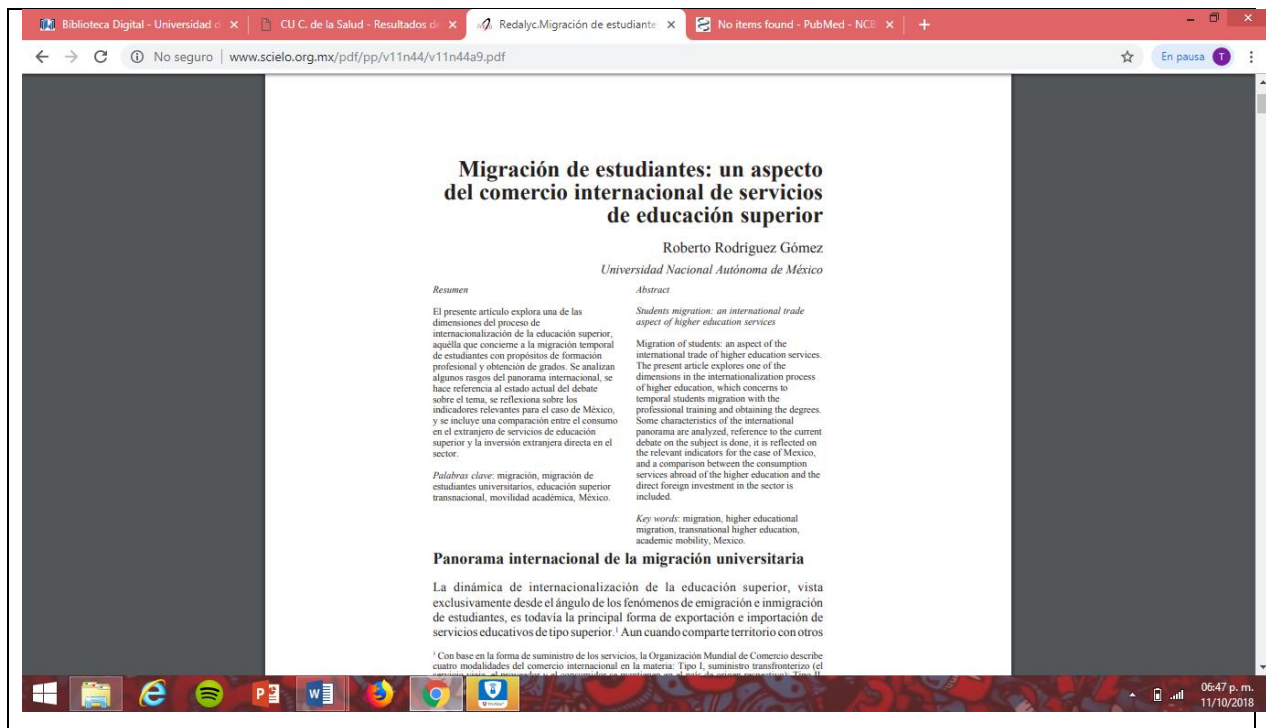 Biblioteca Digital - Universidad d
CU C. de la Salud - Resultados de
Redalyc.Migración de estudiante
No items found - PubMed - NCB
No seguro | www.scielo.org.mx/pdf/pp/v11n44/v11n44a9.pdf
En pausa
T
Migración de estudiantes: un aspecto
del comercio internacional de servicios
de educación superior
Roberto Rodríguez Gómez
Universidad Nacional Autónoma de México
Resumen
El presente artículo explora una de las
dimensiones del proceso de
internacionalización de la educación superior,
aquélla que concierne a la migración temporal
de estudiantes con propósitos de formación
profesional y obtención de grados. Se analizan
algunos rasgos del panorama internacional, se
hace referencia al estado actual del debate
sobre el tema, se reflexiona sobre los
indicadores relevantes para el caso de México,
y se incluye una comparación entre el consumo
en el extranjero de servicios de educación
superior y la inversión extranjera directa en el
sector.
Palabras clave: migración, migración de
estudiantes universitarios, educación superior
transnacional, movilidad académica, México.
Abstract
Students migration: an international trade
aspect of higher education services
Migration of students: an aspect of the
international trade of higher education services.
The present article explores one of the
dimensions in the internationalization process
of higher education, which concerns to
temporal students migration with the
professional training and obtaining the degrees.
Some characteristics of the international
panorama are analyzed, reference to the current
debate on the subject is done, it is reflected on
the relevant indicators for the case of Mexico,
and a comparison between the consumption
services abroad of the higher education and the
direct foreign investment in the sector is
included.
Key words: migration, higher educational
migration, transnational higher education,
academic mobility, Mexico.
Panorama internacional de la migración universitaria
La dinámica de internacionalización de la educación superior, vista
exclusivamente desde el ángulo de los fenómenos de emigración e inmigración
de estudiantes, es todavía la principal forma de exportación e importación de
servicios educativos de tipo superior.¹ Aun cuando comparte territorio con otros
¹ Con base en la forma de suministro de los servicios, la Organización Mundial de Comercio describe
cuatro modalidades del comercio internacional en la materia: Tipo I, suministro transfronterizo (el
servicio viaja, el proveedor y el consumidor se mantienen en el país de origen respectivo); Tipo II,
06:47 p. m.
11/10/2018